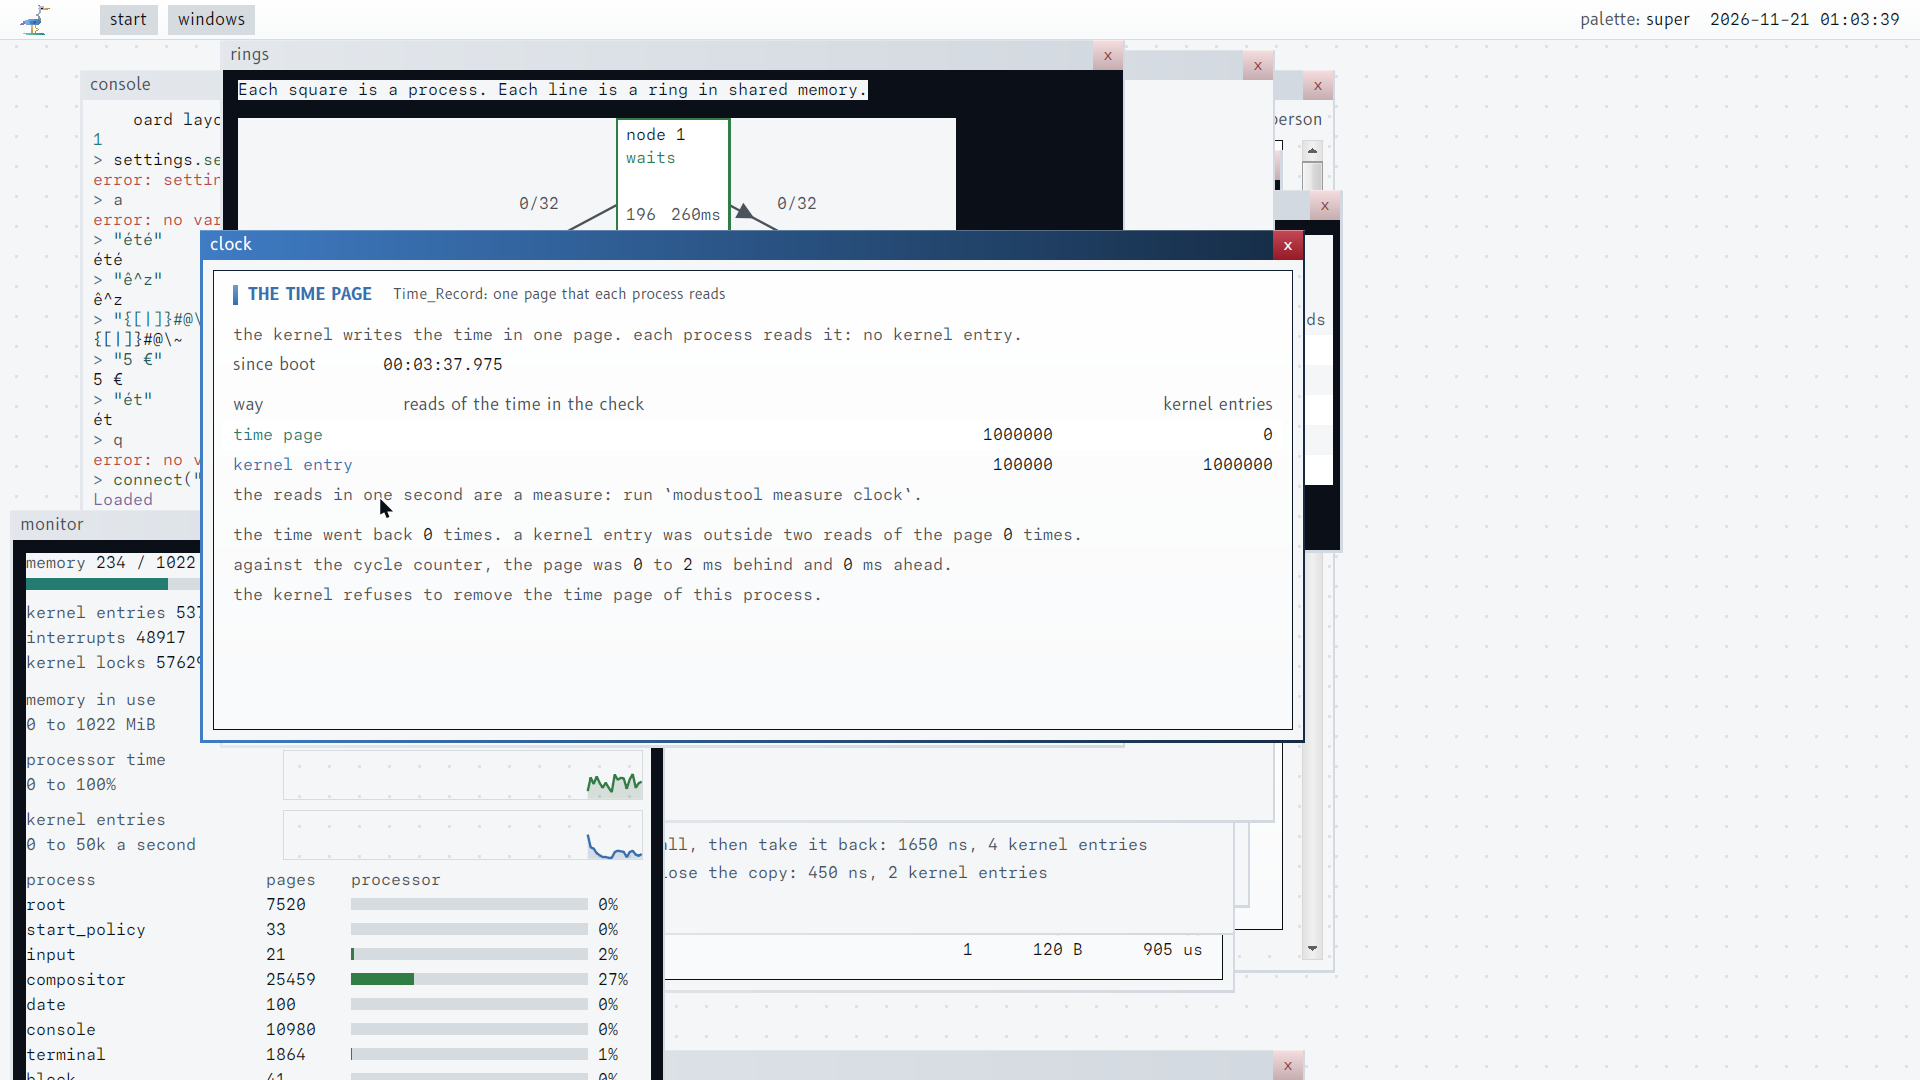 start windows palette: super 2026-11-21 01:03:39
rings x
x
console
x
Each square is a process. Each line is a ring in shared memory.
oard layo
person
1
node 1
> settings.se
waits
error: settin
> a
0/32 0/32
x
error: no var
196 260ms
> "été"
été
> "ê^z"
ê^z
> "{[|]}#@\
{[|]}#@\~
> "5 €"
5 €
> "ét"
ét
> q
error: no v
> connect("
Loaded
ds
clock x
THE TIME PAGE Time_Record: one page that each process reads
the kernel writes the time in one page. each process reads it: no kernel entry.
since boot 00:03:37.975
way reads of the time in the check kernel entries
time page 1000000 0
kernel entry 100000 1000000
the reads in one second are a measure: run `modustool measure clock`.
the time went back 0 times. a kernel entry was outside two reads of the page 0 times.
against the cycle counter, the page was 0 to 2 ms behind and 0 ms ahead.
the kernel refuses to remove the time page of this process.
monitor
memory 234 / 1022
kernel entries 537
interrupts 48917
kernel locks 57629
memory in use
0 to 1022 MiB
processor time
0 to 100%
kernel entries
0 to 50k a second
process pages processor
root 7520 0%
start_policy 33 0%
input 21 2%
compositor 25459 27%
date 100 0%
console 10980 0%
terminal 1864 1%
block 41 0%
all, then take it back: 1650 ns, 4 kernel entries
lose the copy: 450 ns, 2 kernel entries
1 120 B 905 us
x